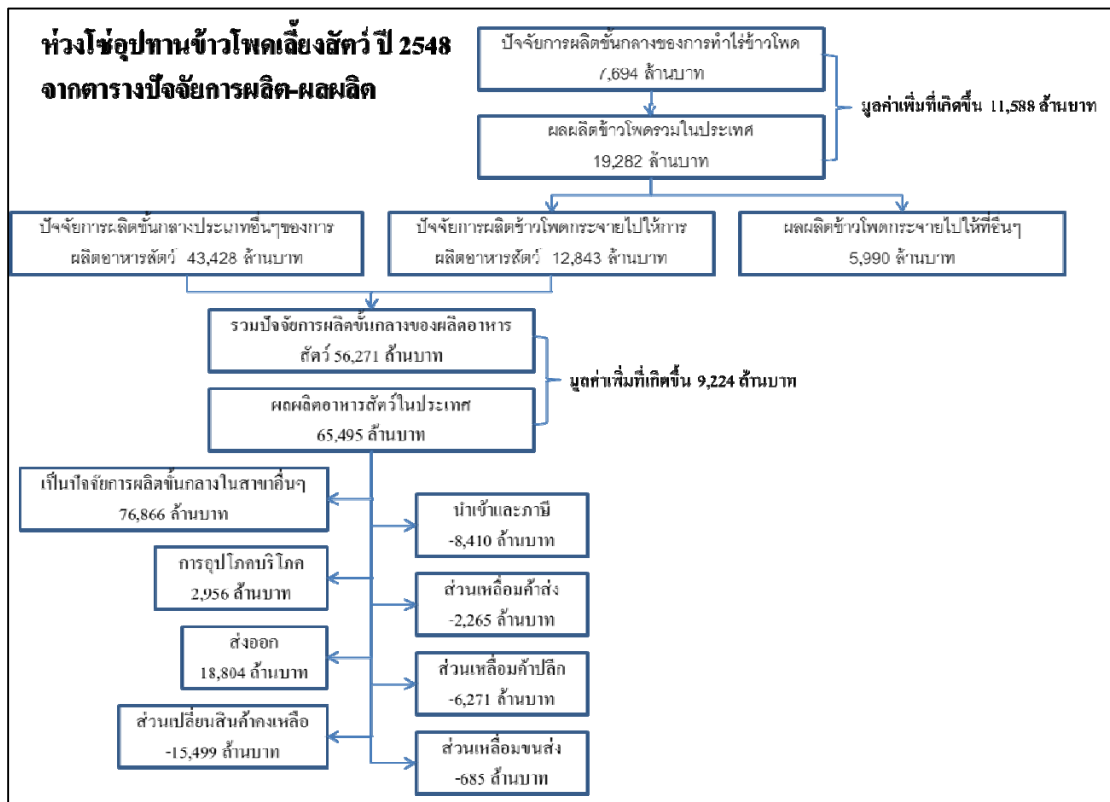 ห่วงโซ่อุปทานข้าวโพดเลี้ยงสัตว์ ปี 2548
จากตารางปัจจัยการผลิต-ผลผลิต
ปัจจัยการผลิตขั้นกลางของการทำไร่ข้าวโพด
7,694 ล้านบาท
มูลค่าเพิ่มที่เกิดขึ้น 11,588 ล้านบาท
ผลผลิตข้าวโพดรวมในประเทศ
19,282 ล้านบาท
ปัจจัยการผลิตขั้นกลางประเภทอื่นๆของการ
ผลิตอาหารสัตว์ 43,428 ล้านบาท
ปัจจัยการผลิตข้าวโพดกระจายไปให้การ
ผลิตอาหารสัตว์ 12,843 ล้านบาท
ผลผลิตข้าวโพดกระจายไปให้ที่อื่นๆ
5,990 ล้านบาท
รวมปัจจัยการผลิตขั้นกลางของผลิตอาหาร
สัตว์ 56,271 ล้านบาท
มูลค่าเพิ่มที่เกิดขึ้น 9,224 ล้านบาท
ผลผลิตอาหารสัตว์ในประเทศ
65,495 ล้านบาท
เป็นปัจจัยการผลิตขั้นกลางในสาขาอื่นๆ
76,866 ล้านบาท
นำเข้าและภาษี
-8,410 ล้านบาท
การอุปโภคบริโภค
2,956 ล้านบาท
ส่วนเหลื่อมค้าส่ง
-2,265 ล้านบาท
ส่งออก
18,804 ล้านบาท
ส่วนเหลื่อมค้าปลีก
-6,271 ล้านบาท
ส่วนเปลี่ยนสินค้าคงเหลือ
-15,499 ล้านบาท
ส่วนเหลื่อมขนส่ง
-685 ล้านบาท